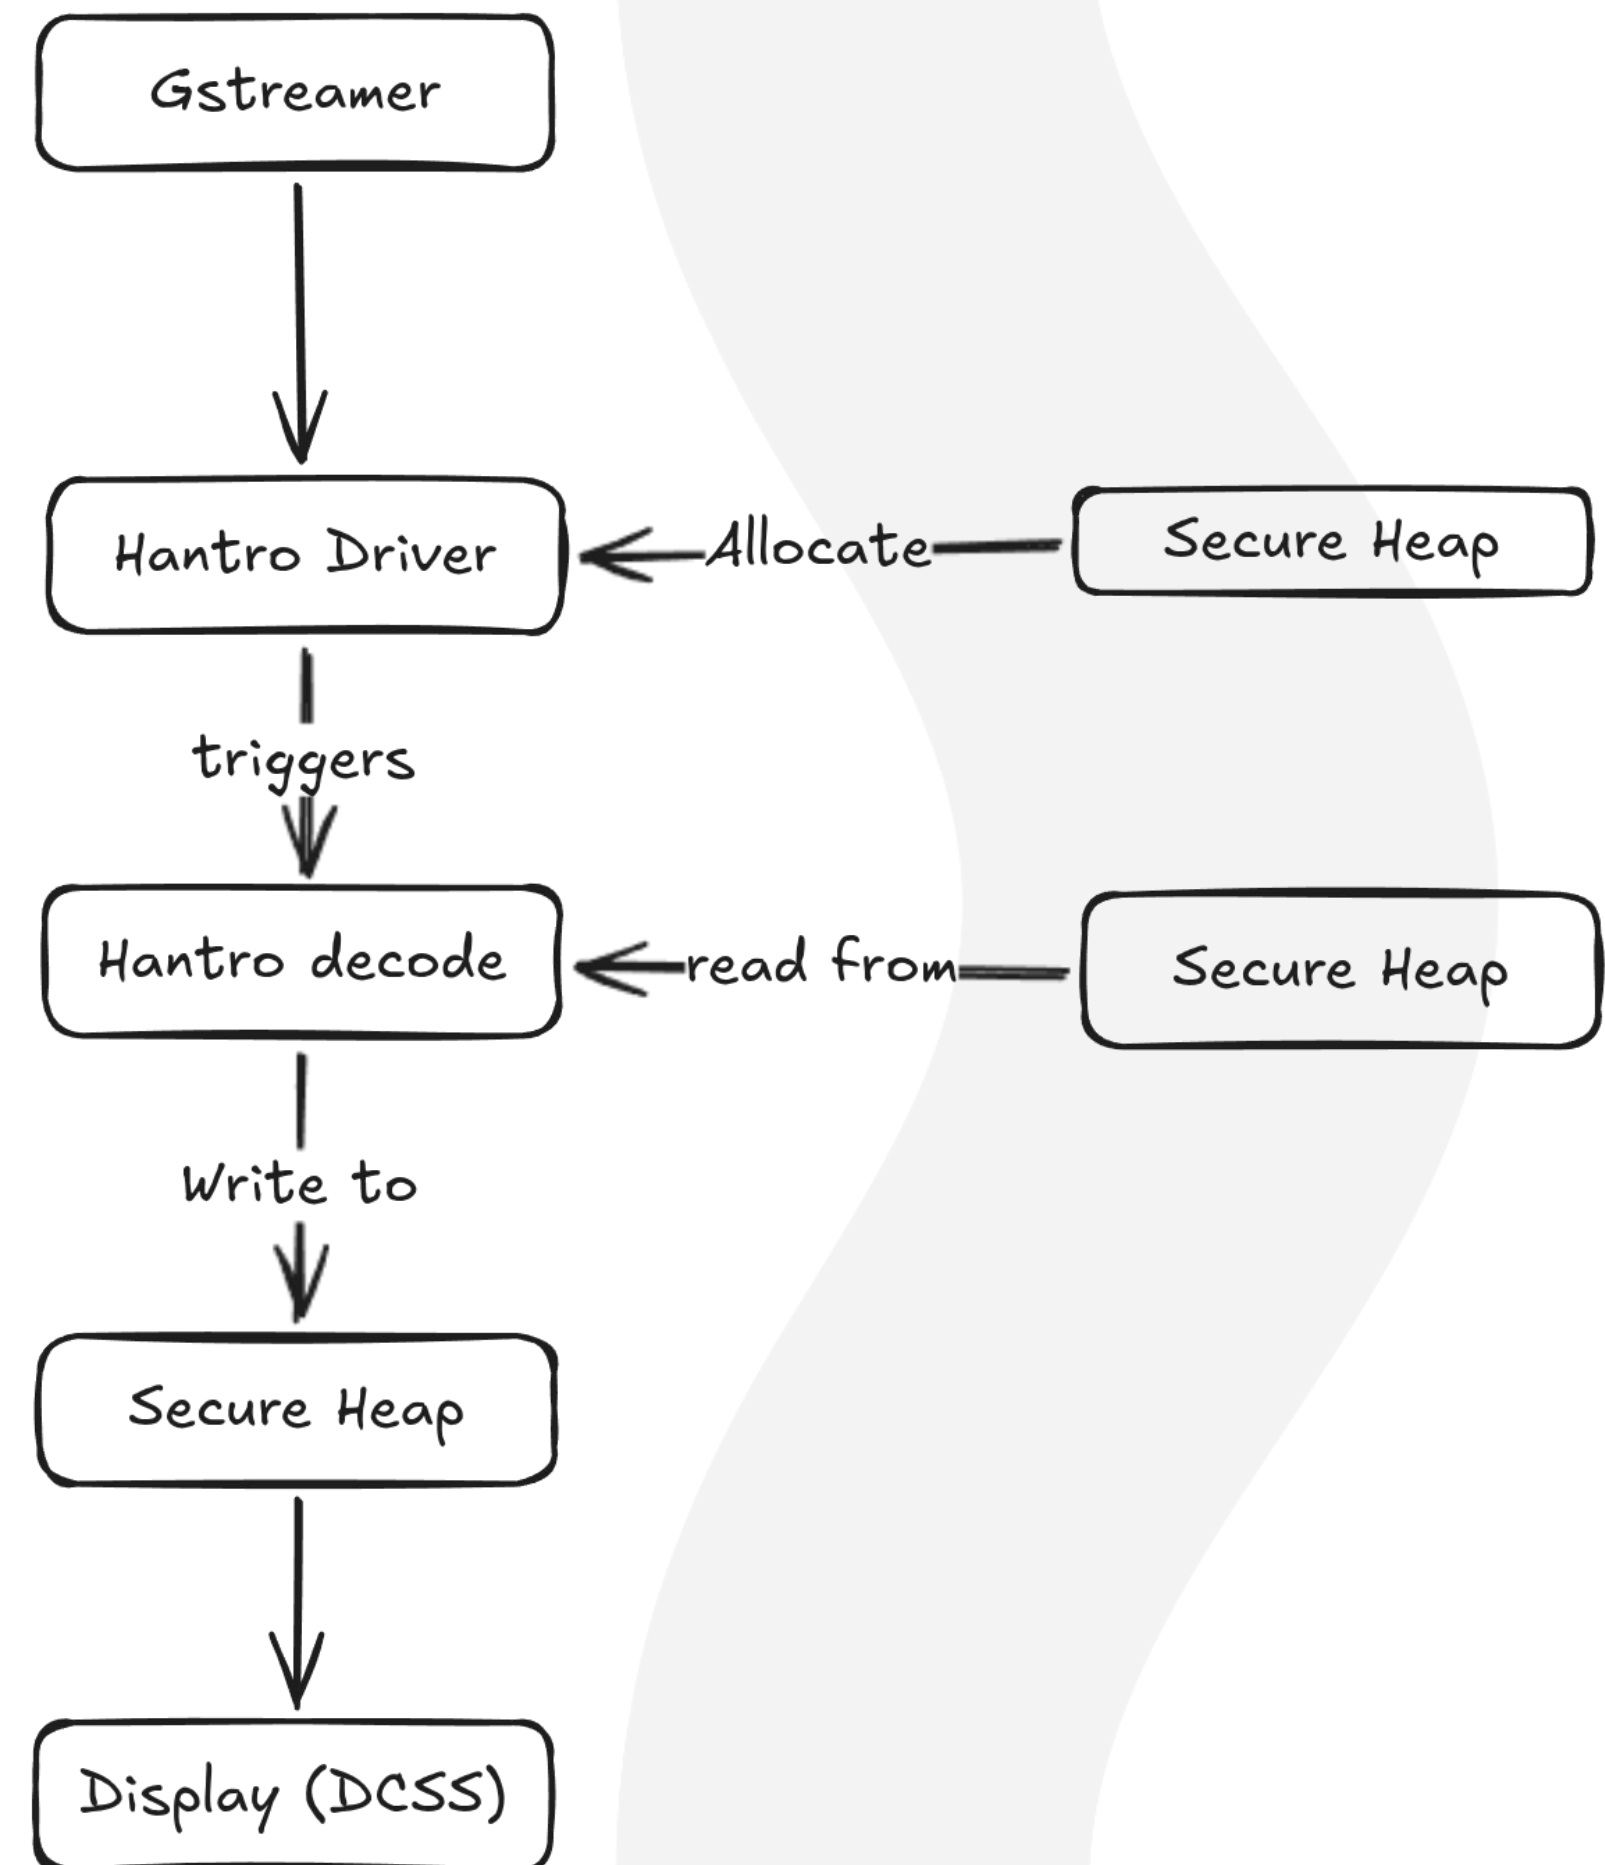 Gstreamer
Hantro Driver
Allocate
Secure Heap
triggers
Hantro decode
read from
Secure Heap
Write to
Secure Heap
Display (DCSS)